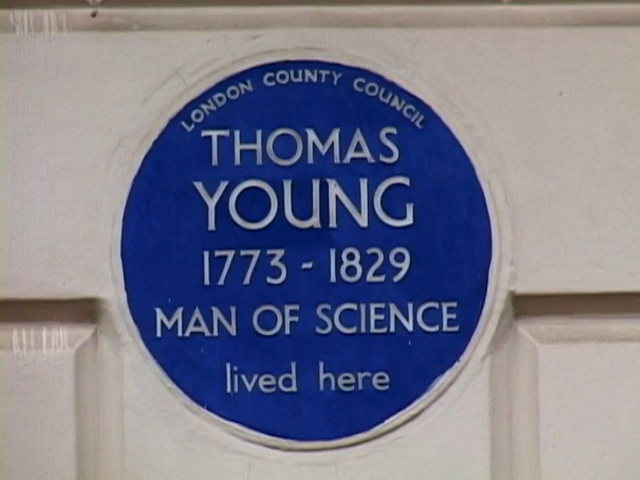 LONDON COUNTY COUNCIL
THOMAS
YOUNG
1773 - 1829
MAN OF SCIENCE
lived here